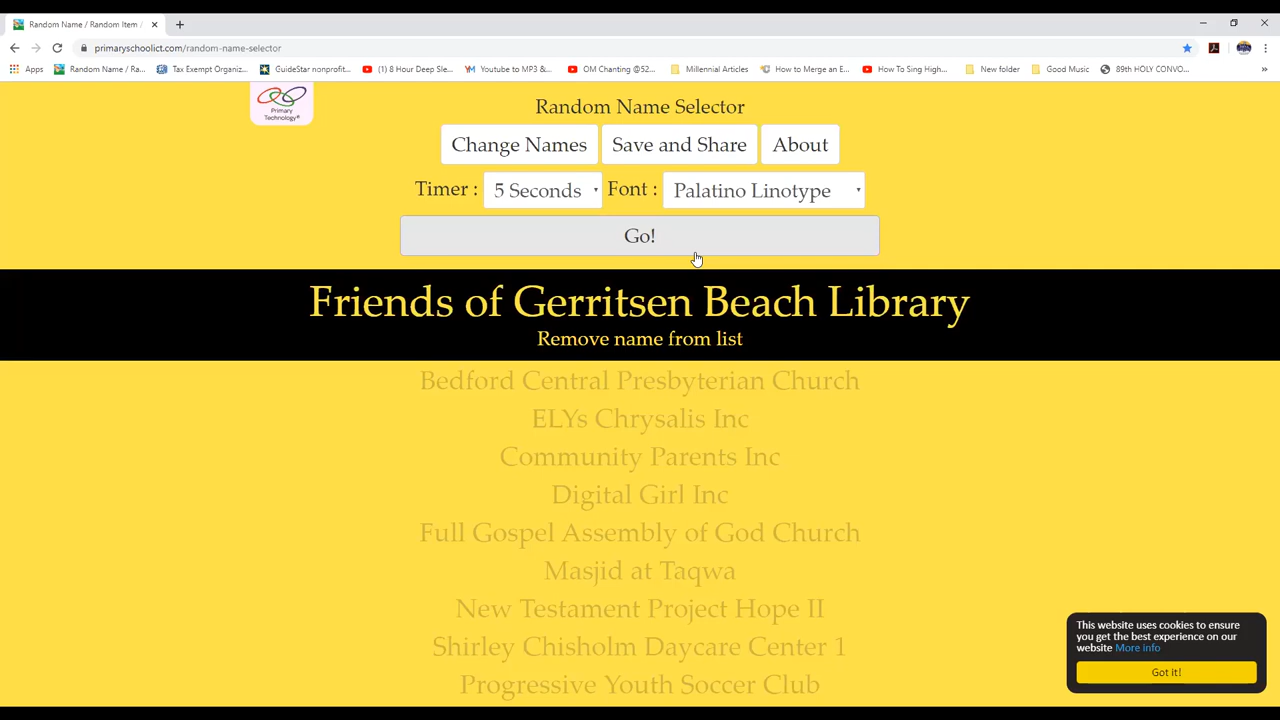 Random Name / Random Item /
primaryschoolict.com/random-name-selector
Apps
Random Name / Ra...
Tax Exempt Organiz...
GuideStar nonprofit...
(1) 8 Hour Deep Sle...
Youtube to MP3 &...
OM Chanting @52...
Millennial Articles
How to Merge an E...
How To Sing High...
New folder
Good Music
89th HOLY CONVO...
»
Primary
Technology®
Random Name Selector
Change Names
Save and Share
About
Timer : 5 Seconds Font : Palatino Linotype
Go!
Friends of Gerritsen Beach Library
Remove name from list
Bedford Central Presbyterian Church
ELYs Chrysalis Inc
Community Parents Inc
Digital Girl Inc
Full Gospel Assembly of God Church
Masjid at Taqwa
New Testament Project Hope II
Shirley Chisholm Daycare Center 1
Progressive Youth Soccer Club
This website uses cookies to ensure
you get the best experience on our
website More info
Got it!